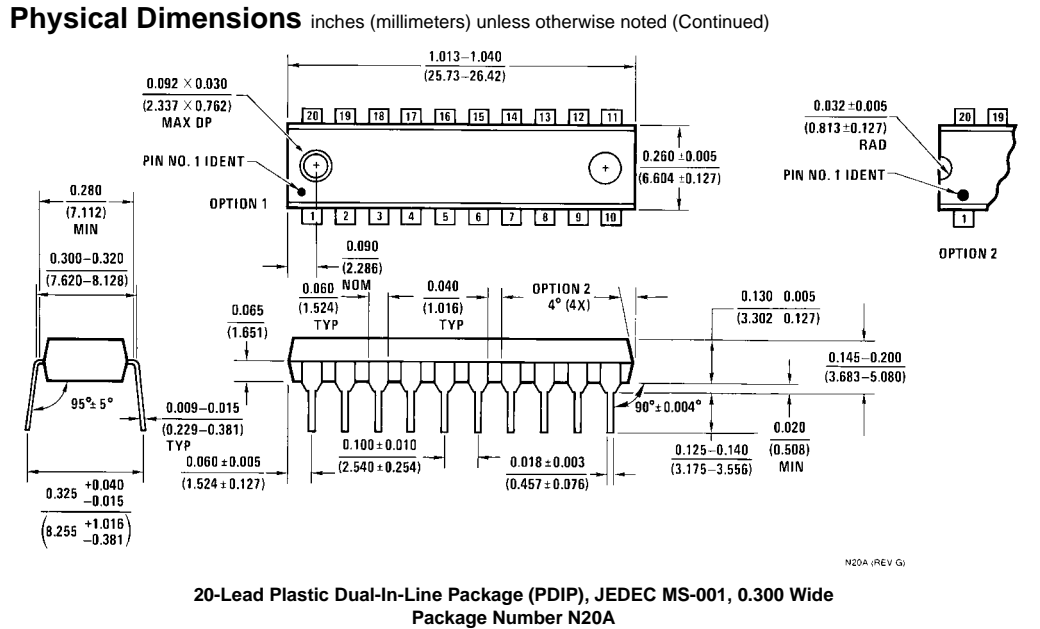 Physical Dimensions inches (millimeters) unless otherwise noted (Continued)
1.013–1.040
(25.73–26.42)
0.092 × 0.030
(2.337 × 0.762)
MAX DP
20 19 18 17 16 15 14 13 12 11
PIN NO. 1 IDENT
OPTION 1
1 2 3 4 5 6 7 8 9 10
0.260 ±0.005
(6.604 ±0.127)
0.032 ±0.005
(0.813 ±0.127)
RAD
20 19
PIN NO. 1 IDENT
1
OPTION 2
0.280
(7.112)
MIN
0.300–0.320
(7.620–8.128)
0.090
(2.286)
NOM
0.060
(1.524)
TYP
0.040
(1.016)
TYP
OPTION 2
4° (4X)
0.130 0.005
(3.302 0.127)
0.065
(1.651)
0.145–0.200
(3.683–5.080)
95°± 5°
90°± 0.004°
0.009–0.015
(0.229–0.381)
TYP
0.100 ± 0.010
(2.540 ± 0.254)
0.020
(0.508)
MIN
0.125–0.140
(3.175–3.556)
0.060 ± 0.005
(1.524 ± 0.127)
0.018 ± 0.003
(0.457 ± 0.076)
0.325 +0.040
–0.015
(8.255 +1.016
–0.381)
N20A (REV G)
20-Lead Plastic Dual-In-Line Package (PDIP), JEDEC MS-001, 0.300 Wide
Package Number N20A